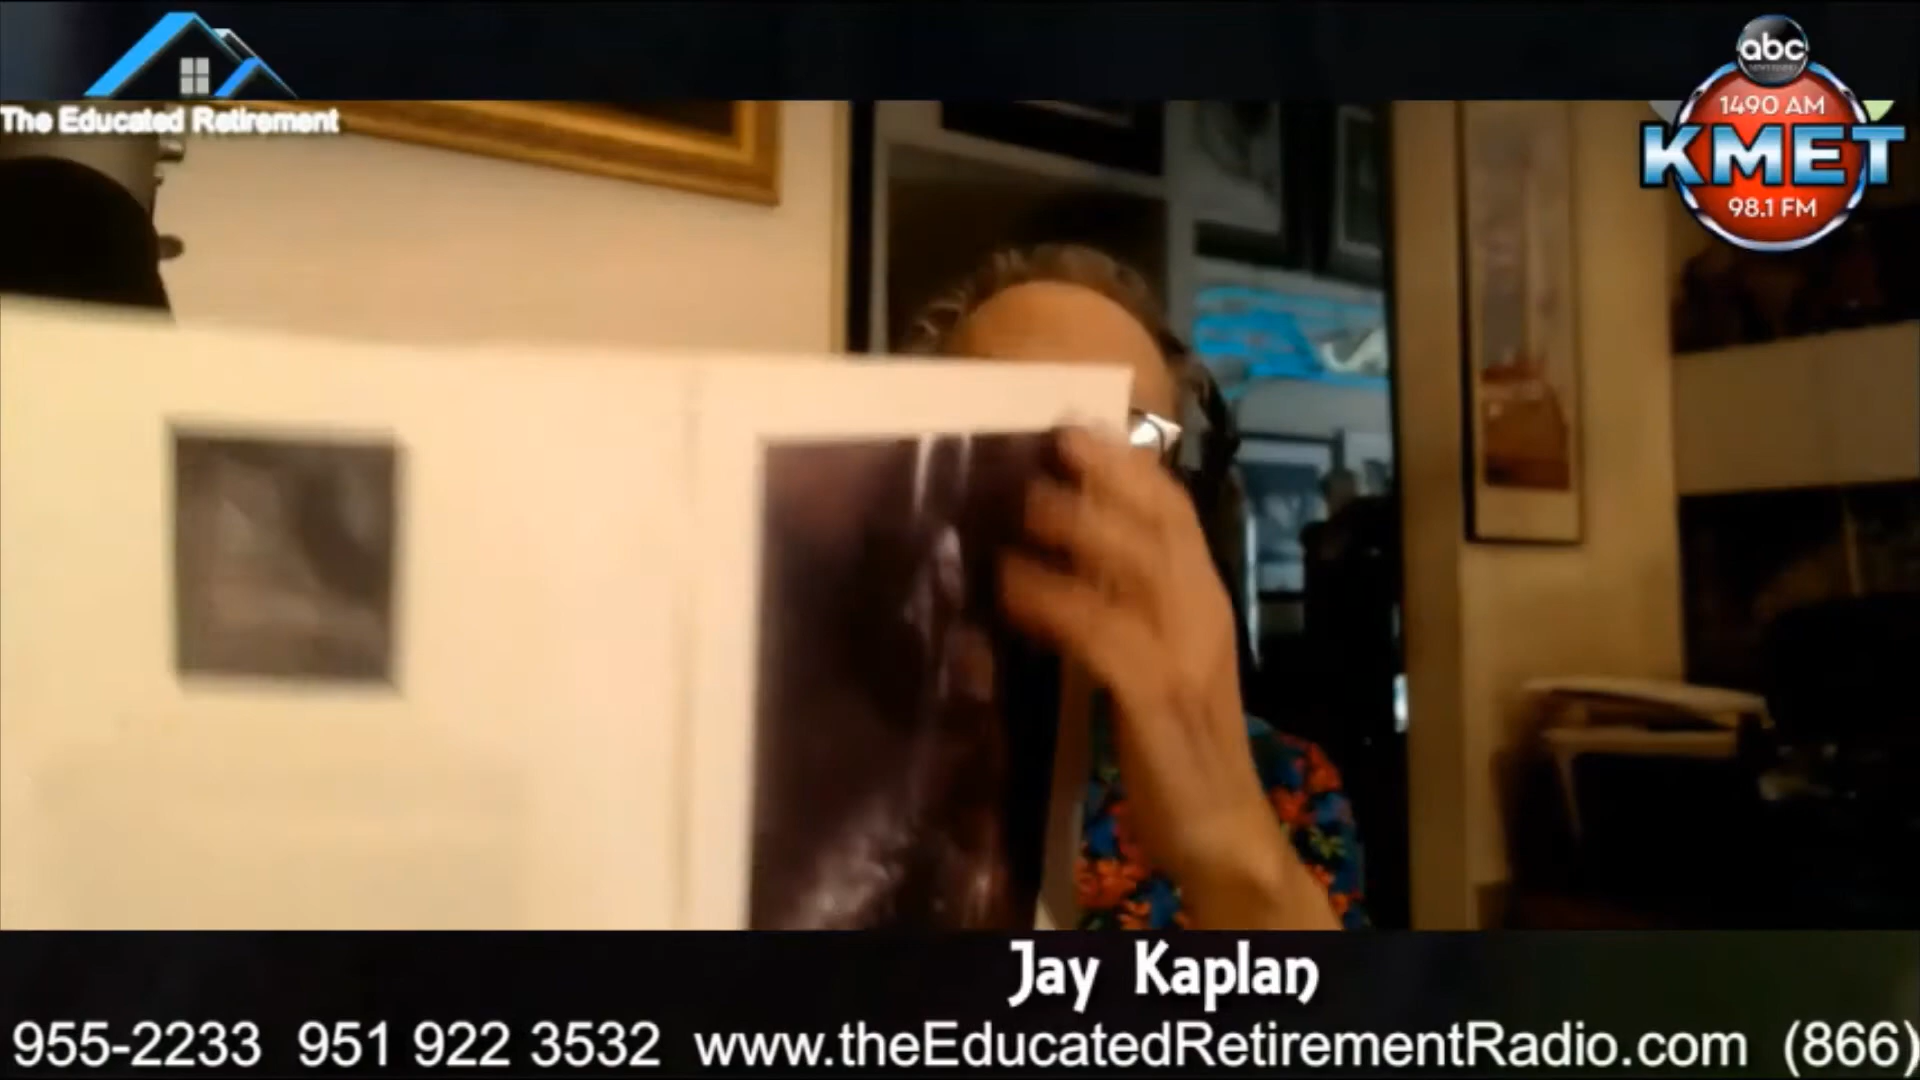 The Educated Retirement
abc
1490 AM
KMET
98.1 FM
Jay Kaplan
955-2233 951 922 3532 www.theEducatedRetirementRadio.com (866)